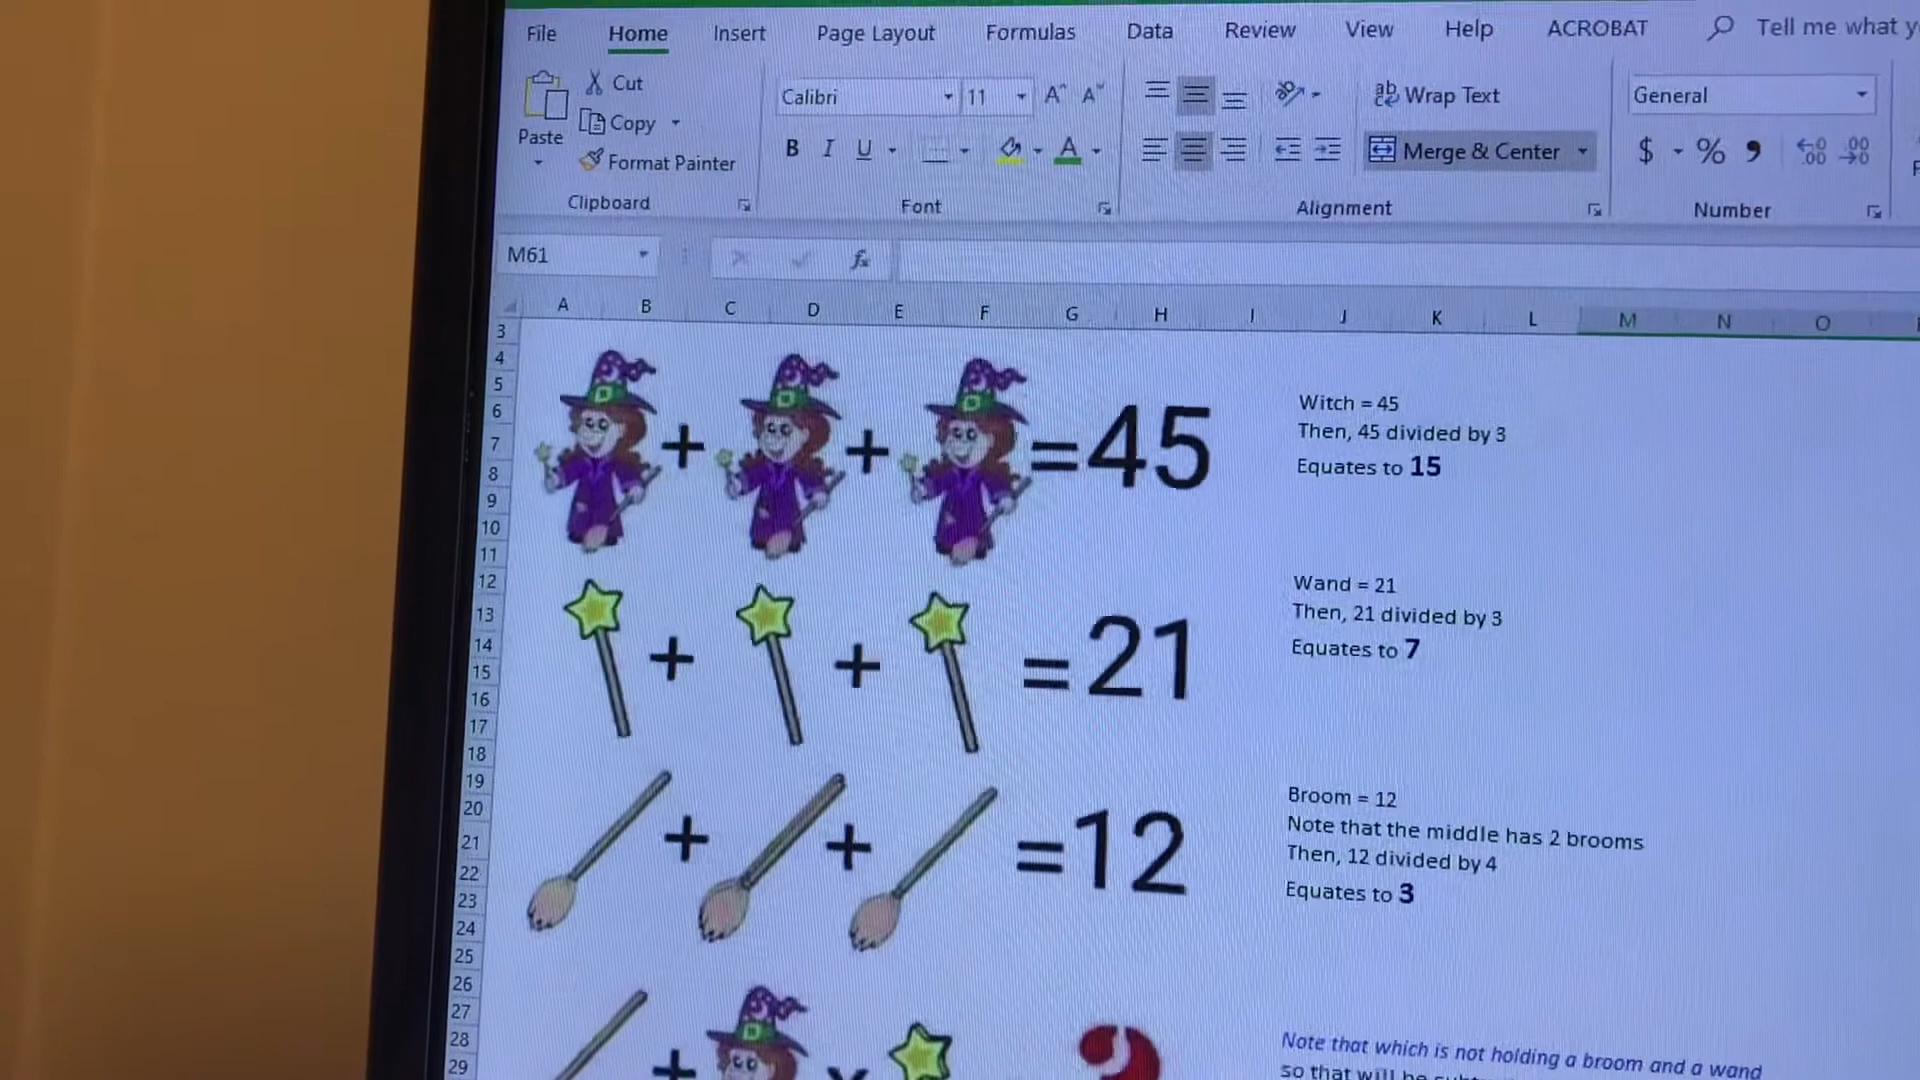 File Home Insert Page Layout Formulas Data Review View Help ACROBAT Tell me what
Cut
Copy
Format Painter
Paste
Clipboard
Calibri 11
B I U
Font
Wrap Text
Merge & Center
Alignment
General
$ % ,
Number
M61
fx
A B C D E F G H I J K L M N O
3
4
5
6
7
8
9
10
11
12
13
14
15
16
17
18
19
20
21
22
23
24
25
26
27
28
29
+ + =45
Witch = 45
Then, 45 divided by 3
Equates to 15
+ + =21
Wand = 21
Then, 21 divided by 3
Equates to 7
+ + =12
Broom = 12
Note that the middle has 2 brooms
Then, 12 divided by 4
Equates to 3
+ x ?
Note that which is not holding a broom and a wand
so that will be